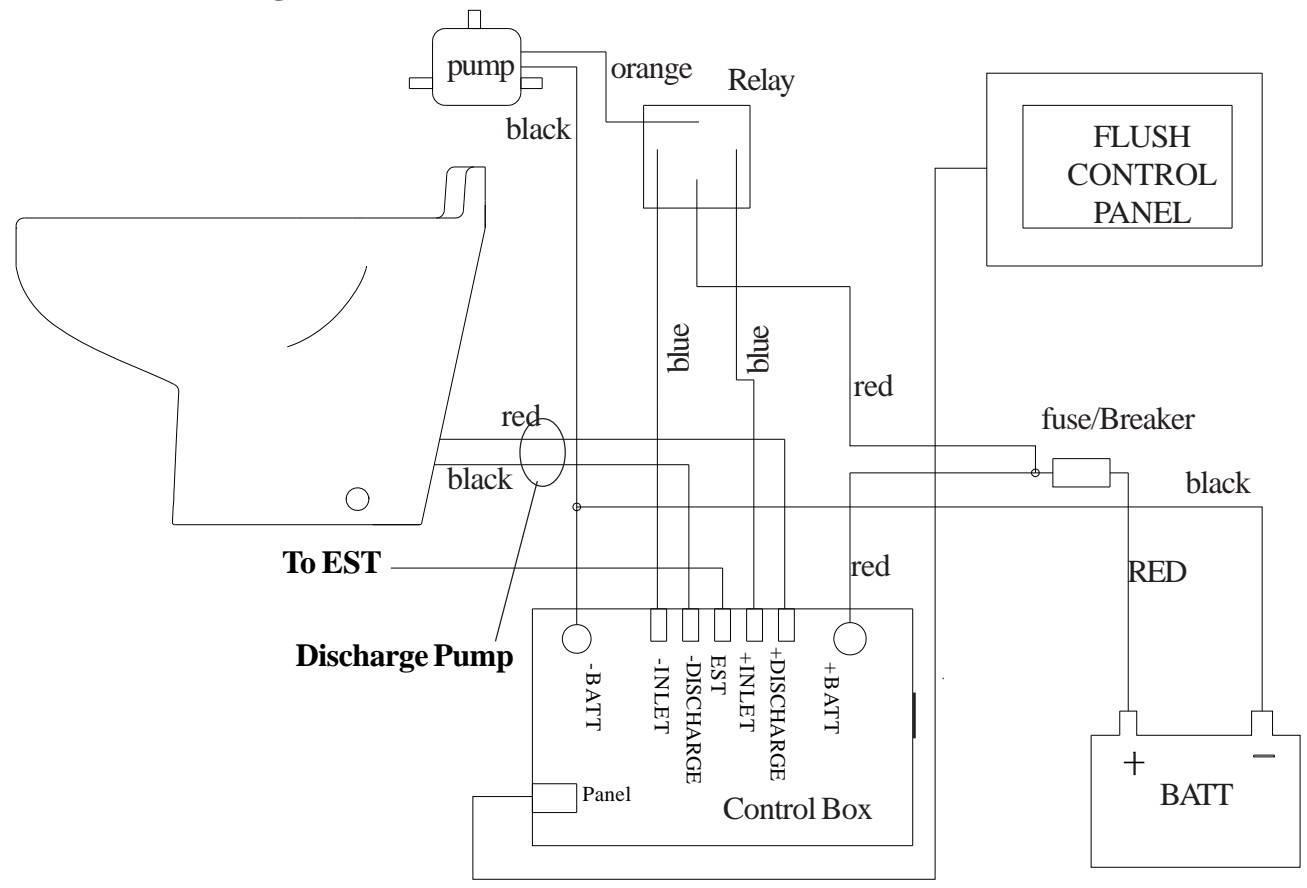 pump
orange
Relay
black
FLUSH
CONTROL
PANEL
blue
blue
red
red
fuse/Breaker
black
black
To EST
red
RED
Discharge Pump
-BATT
-INLET
-DISCHARGE
EST
+INLET
+DISCHARGE
+BATT
Panel
Control Box
+
−
BATT